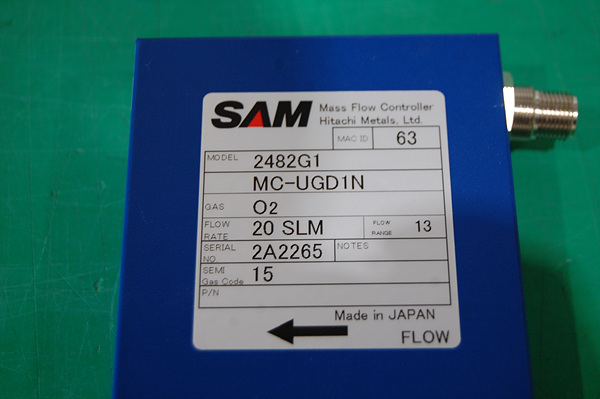 SAM Mass Flow Controller
Hitachi Metals, Ltd.
MAC ID 63
MODEL 2482G1
MC-UGD1N
GAS O2
FLOW RATE 20 SLM FLOW RANGE 13
SERIAL NO. 2A2265 NOTES
SEMI Gas Code 15
P/N
Made in JAPAN
FLOW